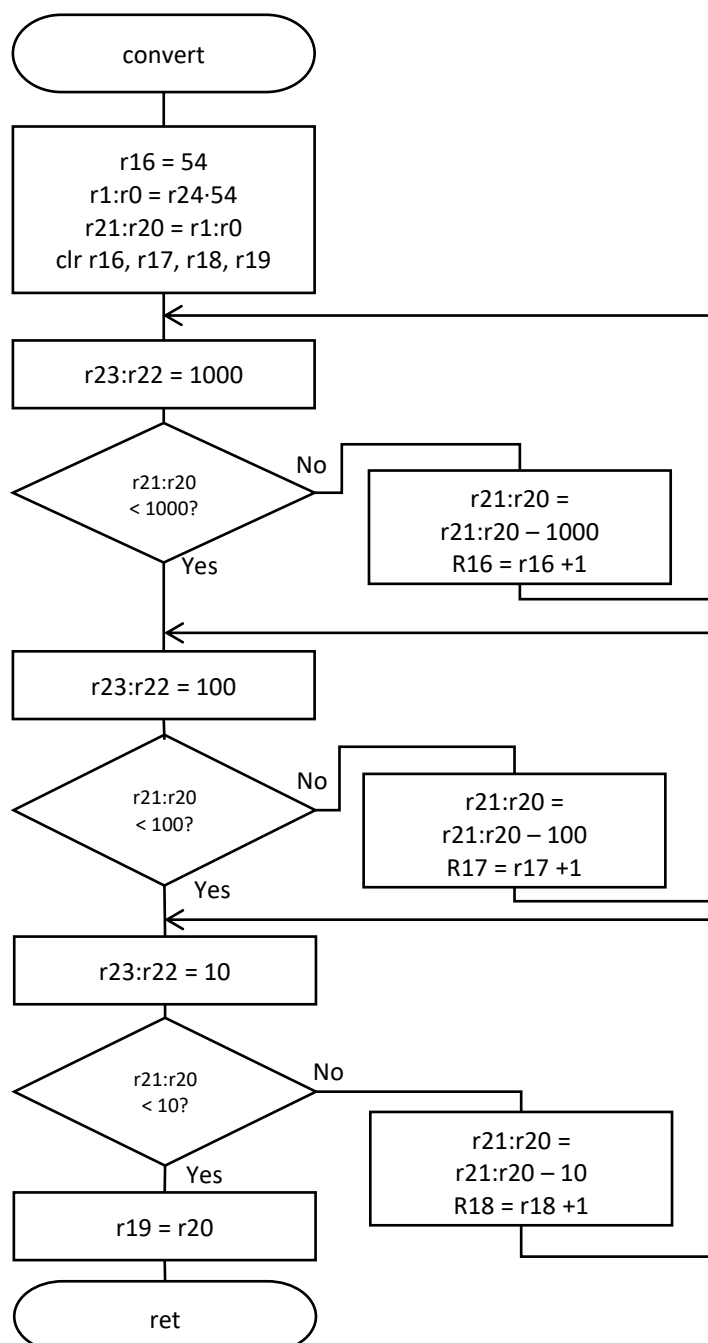 convert
r16 = 54
r1:r0 = r24·54
r21:r20 = r1:r0
clr r16, r17, r18, r19
r23:r22 = 1000
r21:r20
< 1000?
No
r21:r20 =
r21:r20 – 1000
R16 = r16 +1
Yes
r23:r22 = 100
r21:r20
< 100?
No
r21:r20 =
r21:r20 – 100
R17 = r17 +1
Yes
r23:r22 = 10
r21:r20
< 10?
No
r21:r20 =
r21:r20 – 10
R18 = r18 +1
Yes
r19 = r20
ret